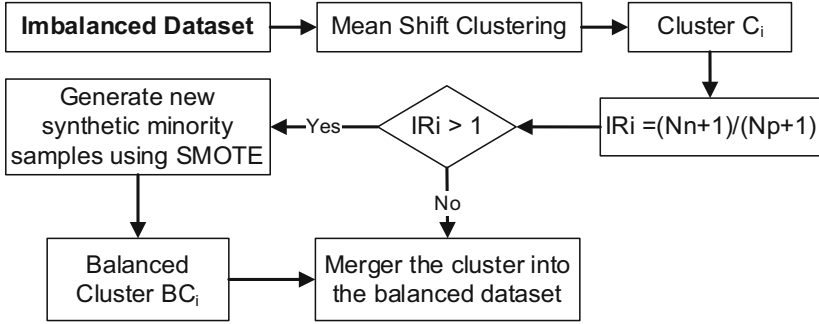 Imbalanced Dataset
Mean Shift Clustering
Cluster Cᵢ
Generate new
synthetic minority
samples using SMOTE
Yes
IRi > 1
IRi =(Nn+1)/(Np+1)
No
Balanced
Cluster BCᵢ
Merger the cluster into
the balanced dataset